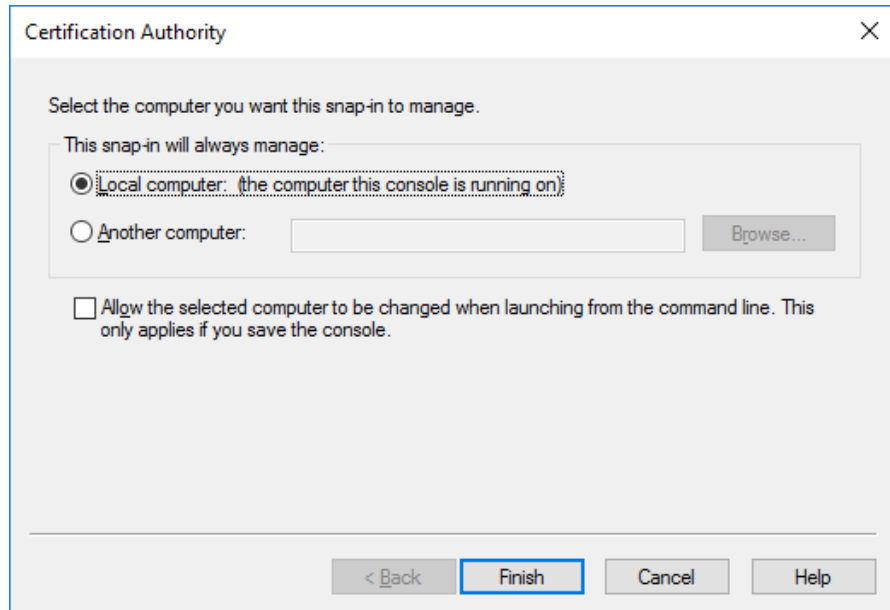 Certification Authority
Select the computer you want this snap-in to manage.
This snap-in will always manage:
Local computer: (the computer this console is running on)
Another computer:
Browse...
Allow the selected computer to be changed when launching from the command line. This
only applies if you save the console.
< Back
Finish
Cancel
Help